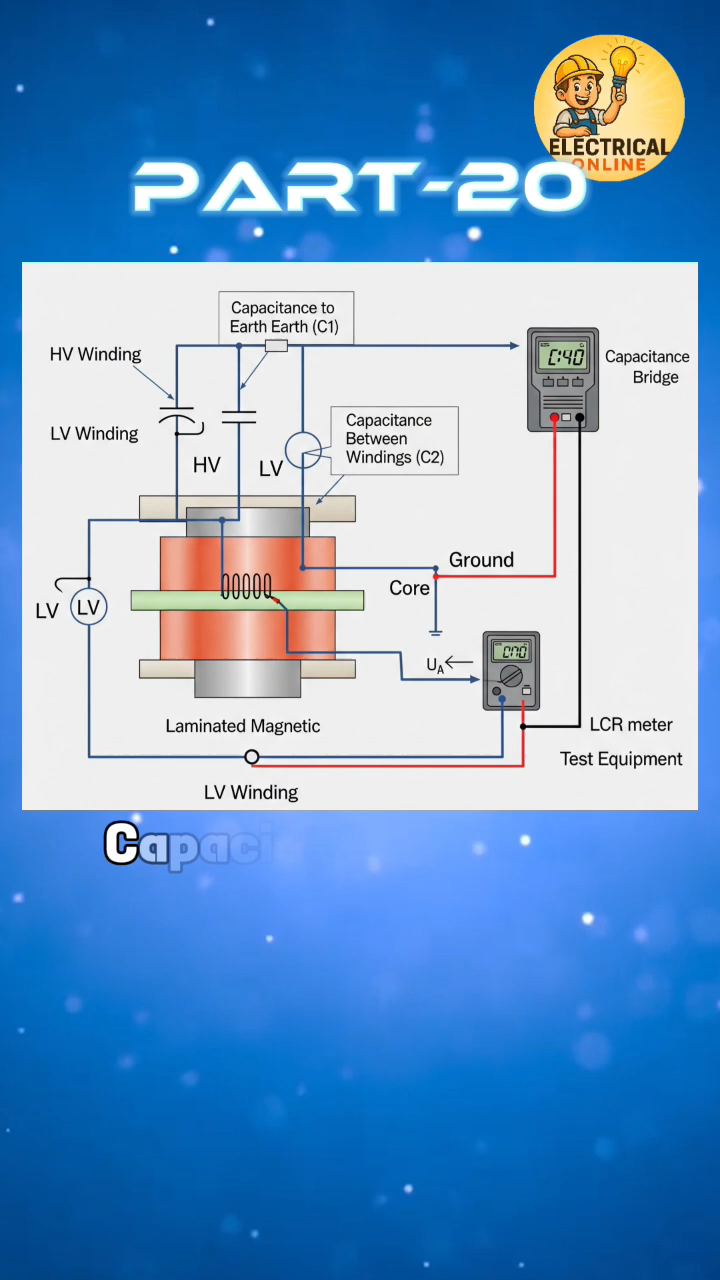 ELECTRICAL
ONLINE
PART-20
Capacitance to
Earth Earth (C1)
HV Winding
C:40
Capacitance
Bridge
LV Winding
Capacitance
Between
Windings (C2)
HV
LV
Ground
Core
LV
LV
UA
Laminated Magnetic
LCR meter
Test Equipment
LV Winding
Capaci